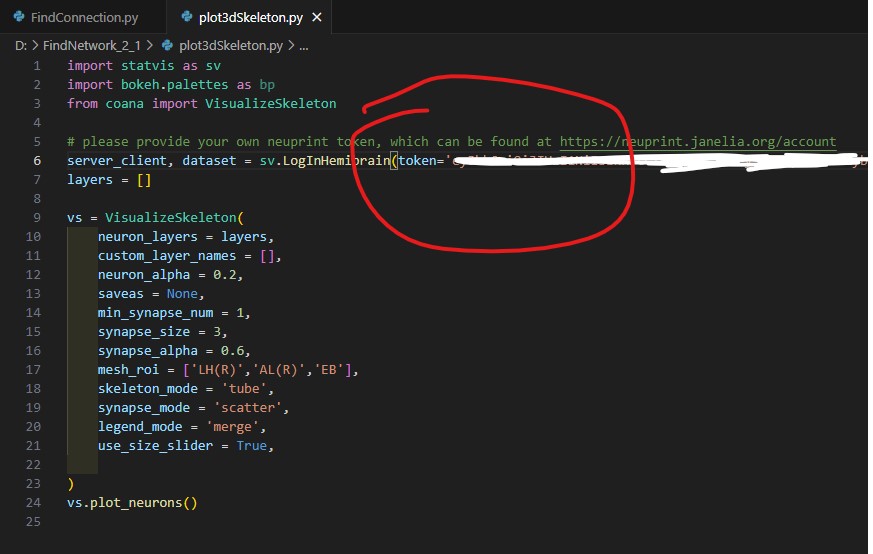 FindConnection.py
plot3dSkeleton.py
D: > FindNetwork_2_1 > plot3dSkeleton.py > ...
1 import statvis as sv
2 import bokeh.palettes as bp
3 from coana import VisualizeSkeleton
4
5 # please provide your own neuprint token, which can be found at https://neuprint.janelia.org/account
6 server_client, dataset = sv.LogInHemibrain(token='
7 layers = []
8
9 vs = VisualizeSkeleton(
10 neuron_layers = layers,
11 custom_layer_names = [],
12 neuron_alpha = 0.2,
13 saveas = None,
14 min_synapse_num = 1,
15 synapse_size = 3,
16 synapse_alpha = 0.6,
17 mesh_roi = ['LH(R)','AL(R)','EB'],
18 skeleton_mode = 'tube',
19 synapse_mode = 'scatter',
20 legend_mode = 'merge',
21 use_size_slider = True,
22
23 )
24 vs.plot_neurons()
25